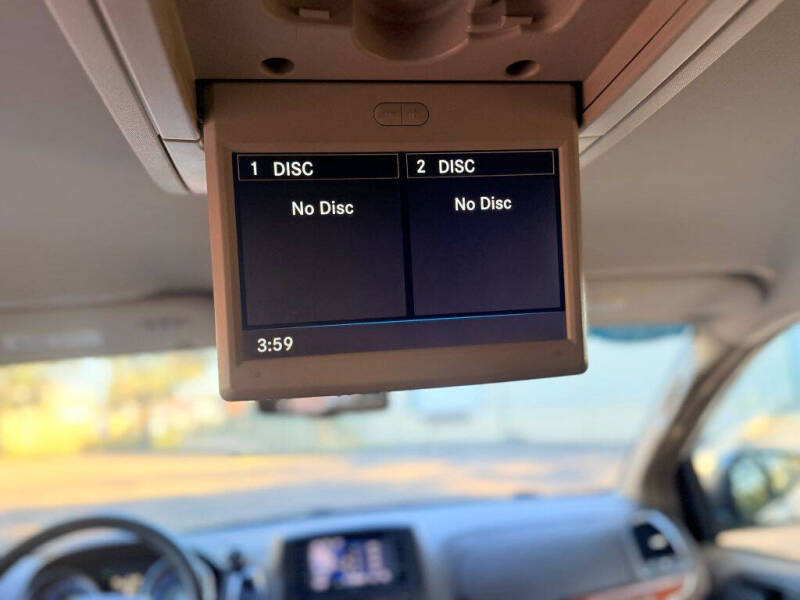 1 DISC
No Disc
2 DISC
No Disc
3:59